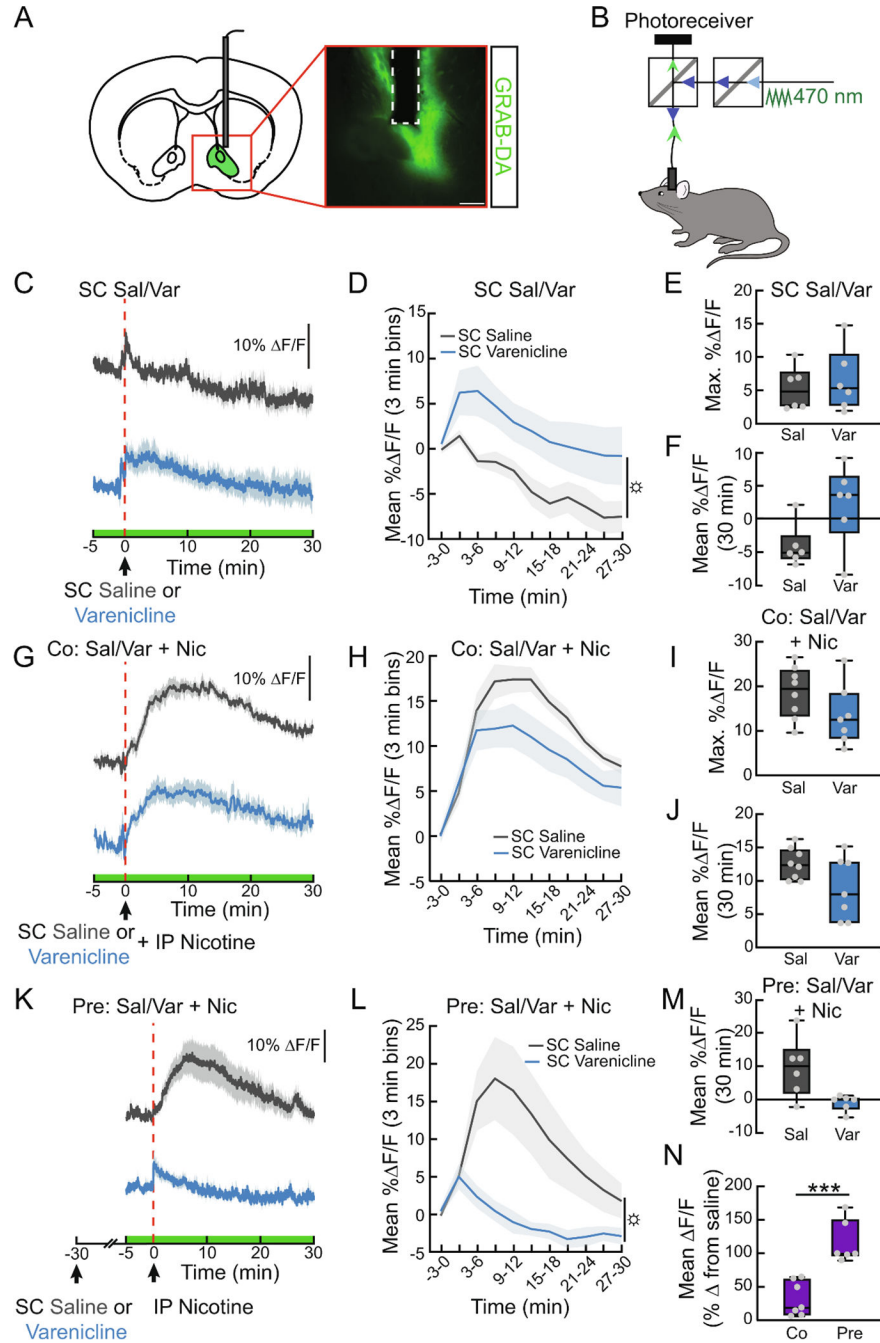 A
GRAB-DA
B
Photoreceiver
470 nm
C
SC Sal/Var
10% ΔF/F
-5 0 10 20 30
Time (min)
SC Saline or
Varenicline
D
SC Sal/Var
SC Saline
SC Varenicline
Mean %ΔF/F (3 min bins)
15
10
5
0
-5
-10
-3-0 3-6 9-12 15-18 21-24 27-30
Time (min)
E
SC Sal/Var
Max. %ΔF/F
20
15
10
5
0
Sal Var
F
Mean %ΔF/F
(30 min)
10
5
0
-5
-10
Sal Var
G
Co: Sal/Var + Nic
10% ΔF/F
-5 0 10 20 30
Time (min)
SC Saline or
Varenicline
+ IP Nicotine
H
Co: Sal/Var + Nic
Mean %ΔF/F (3 min bins)
25
20
15
10
5
0
-5
SC Saline
SC Varenicline
-3-0 3-6 9-12 15-18 21-24 27-30
Time (min)
Co: Sal/Var
+ Nic
I
Max. %ΔF/F
30
20
10
0
Sal Var
J
Mean %ΔF/F
(30 min)
20
15
10
5
0
Sal Var
K
Pre: Sal/Var + Nic
10% ΔF/F
-30 -5 0 10 20 30
Time (min)
SC Saline or
Varenicline
IP Nicotine
L
Pre: Sal/Var + Nic
SC Saline
SC Varenicline
Mean %ΔF/F (3 min bins)
25
20
15
10
5
0
-5
-3-0 3-6 9-12 15-18 21-24 27-30
Time (min)
M
Pre: Sal/Var
+ Nic
Mean %ΔF/F
(30 min)
30
20
10
0
-10
Sal Var
N
Mean ΔF/F
(% Δ from saline)
200
150
100
50
0
***
Co Pre